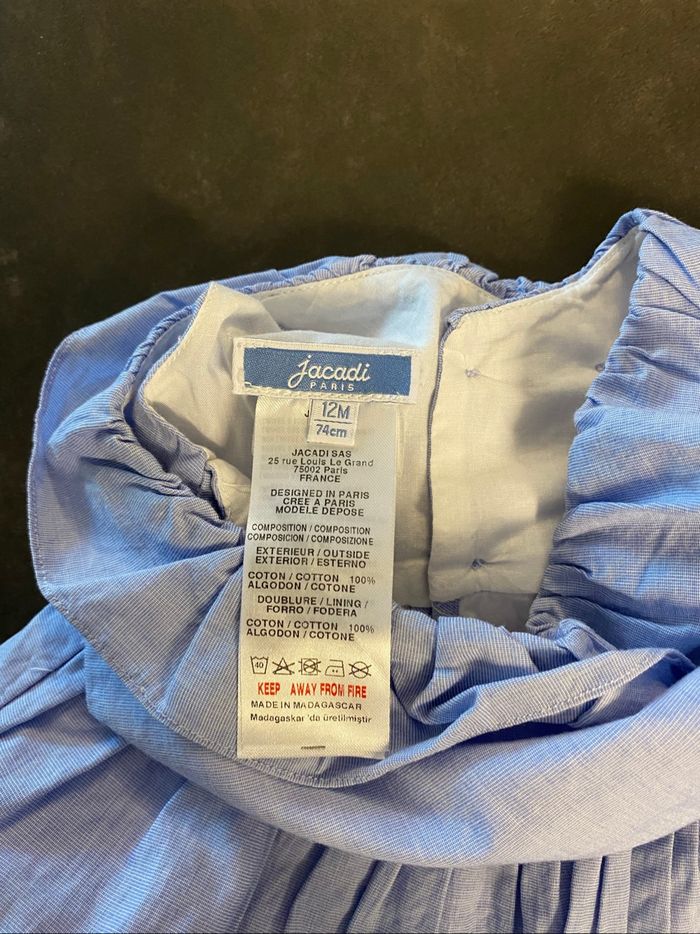 jacadi
PARIS
J
12M
74cm
JACADI SAS
25 rue Louis Le Grand
75002 Paris
FRANCE
DESIGNED IN PARIS
CREE A PARIS
MODELE DEPOSE
COMPOSITION / COMPOSITION
COMPOSICION / COMPOSIZIONE
EXTERIEUR / OUTSIDE
EXTERIOR / ESTERNO
COTON / COTTON 100%
ALGODON / COTONE
DOUBLURE / LINING /
FORRO / FODERA
COTON / COTTON 100%
ALGODON / COTONE
40
KEEP AWAY FROM FIRE
MADE IN MADAGASCAR
Madagaskar 'da üretilmiştir